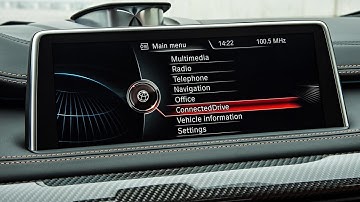 Main menu 14:22 100.5 MHz
Multimedia
Radio
Telephone
Navigation
Office
ConnectedDrive
Vehicle information
Settings